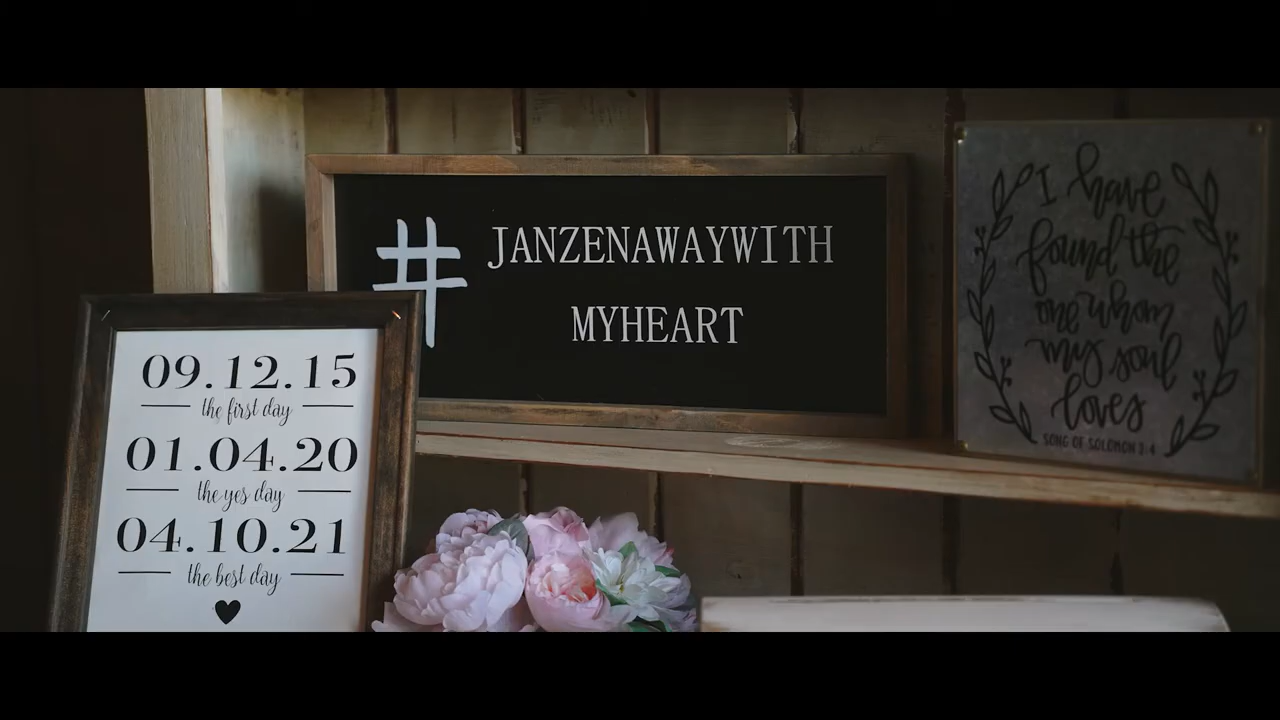 #
JANZENAWAYWITH
MYHEART
09.12.15
the first day
01.04.20
the yes day
04.10.21
the best day
I have
found the
one whom
my soul
loves
SONG OF SOLOMON 3:4